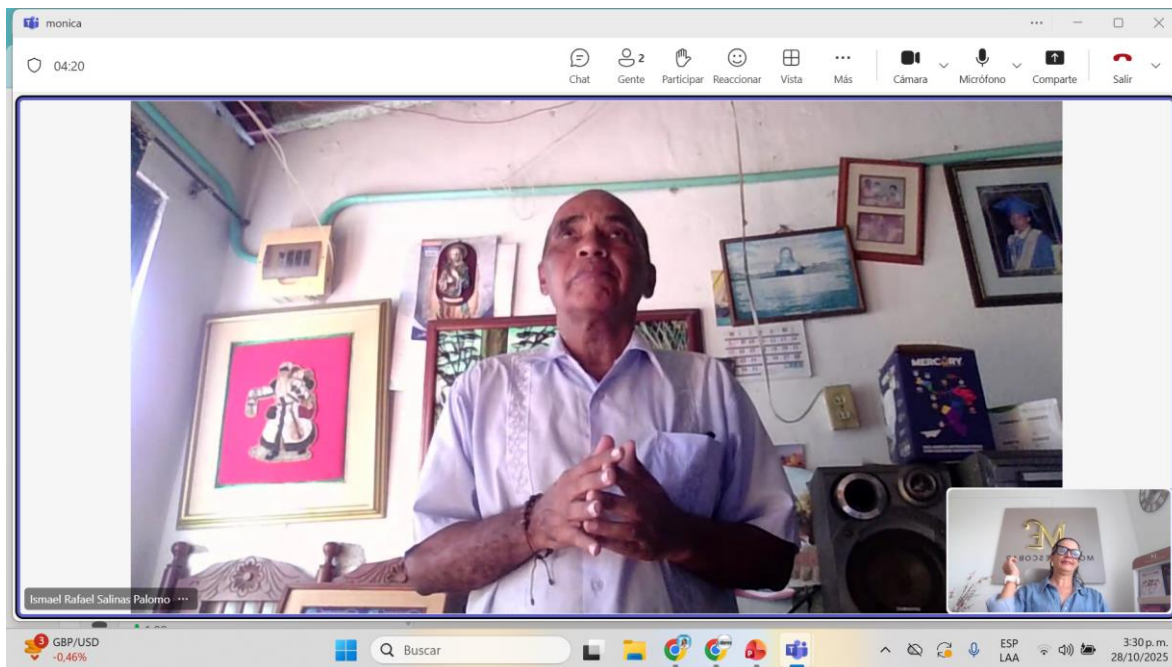 monica
04:20
Chat
2
Gente
Participar
Reaccionar
Vista
Más
Cámara
Micrófono
Comparte
Salir
MERCURY
ME
Ismael Rafael Salinas Palomo
3
GBP/USD
-0,46%
Buscar
ESP
LAA
3:30 p. m.
28/10/2025